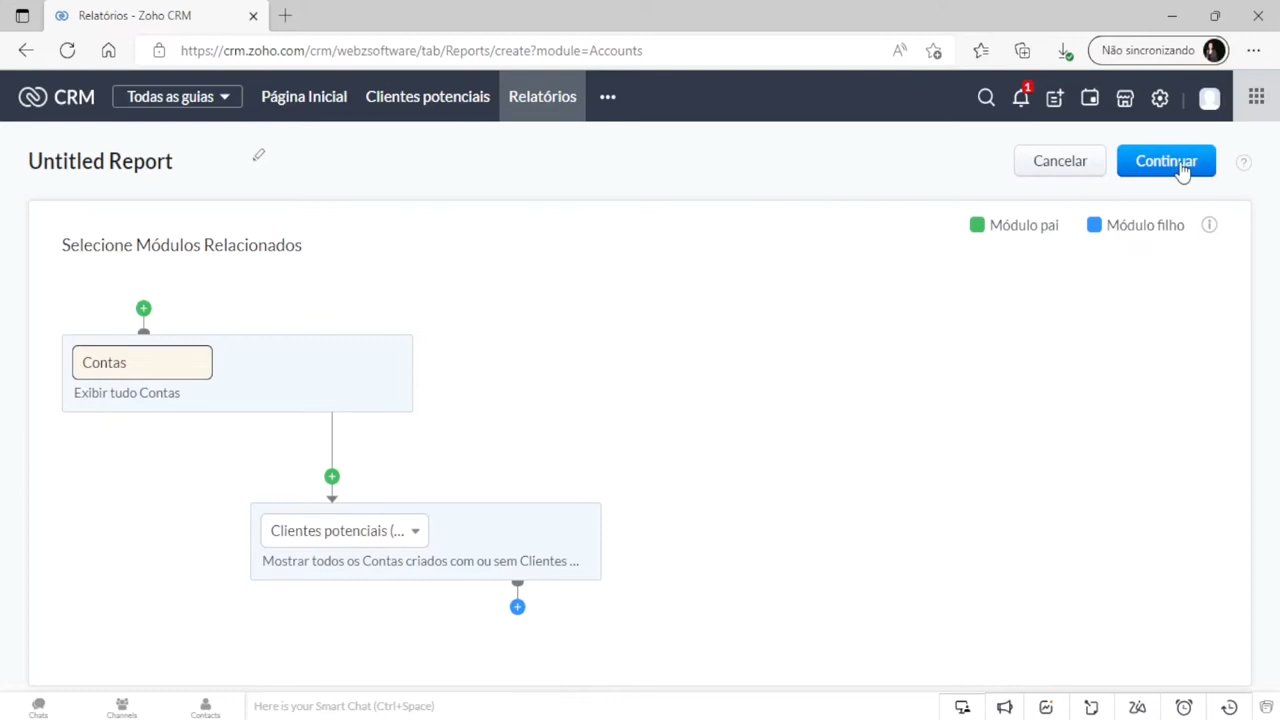 Relatórios - Zoho CRM
https://crm.zoho.com/crm/webzsoftware/tab/Reports/create?module=Accounts
Não sincronizando
CRM
Todas as guias
Página Inicial
Clientes potenciais
Relatórios
1
Untitled Report
Cancelar
Continuar
?
Módulo pai
Módulo filho
Selecione Módulos Relacionados
Contas
Exibir tudo Contas
Clientes potenciais (...
Mostrar todos os Contas criados com ou sem Clientes ...
Chats
Channels
Contacts
Here is your Smart Chat (Ctrl+Space)